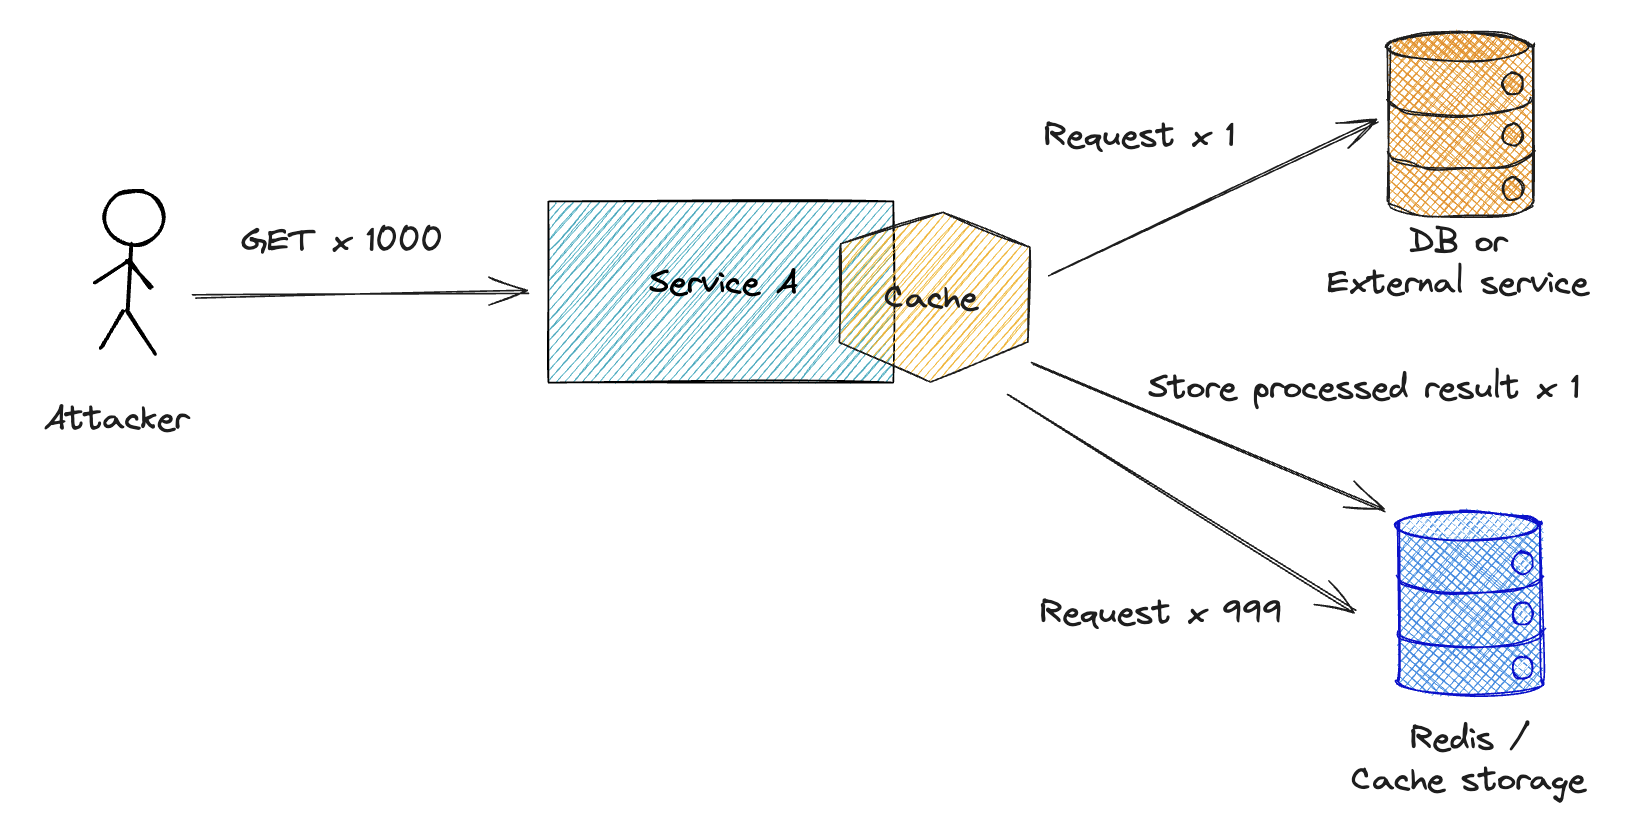 Request x 1
GET x 1000
DB or
External service
Service A
Cache
Store processed result x 1
Attacker
Request x 999
Redis /
Cache storage